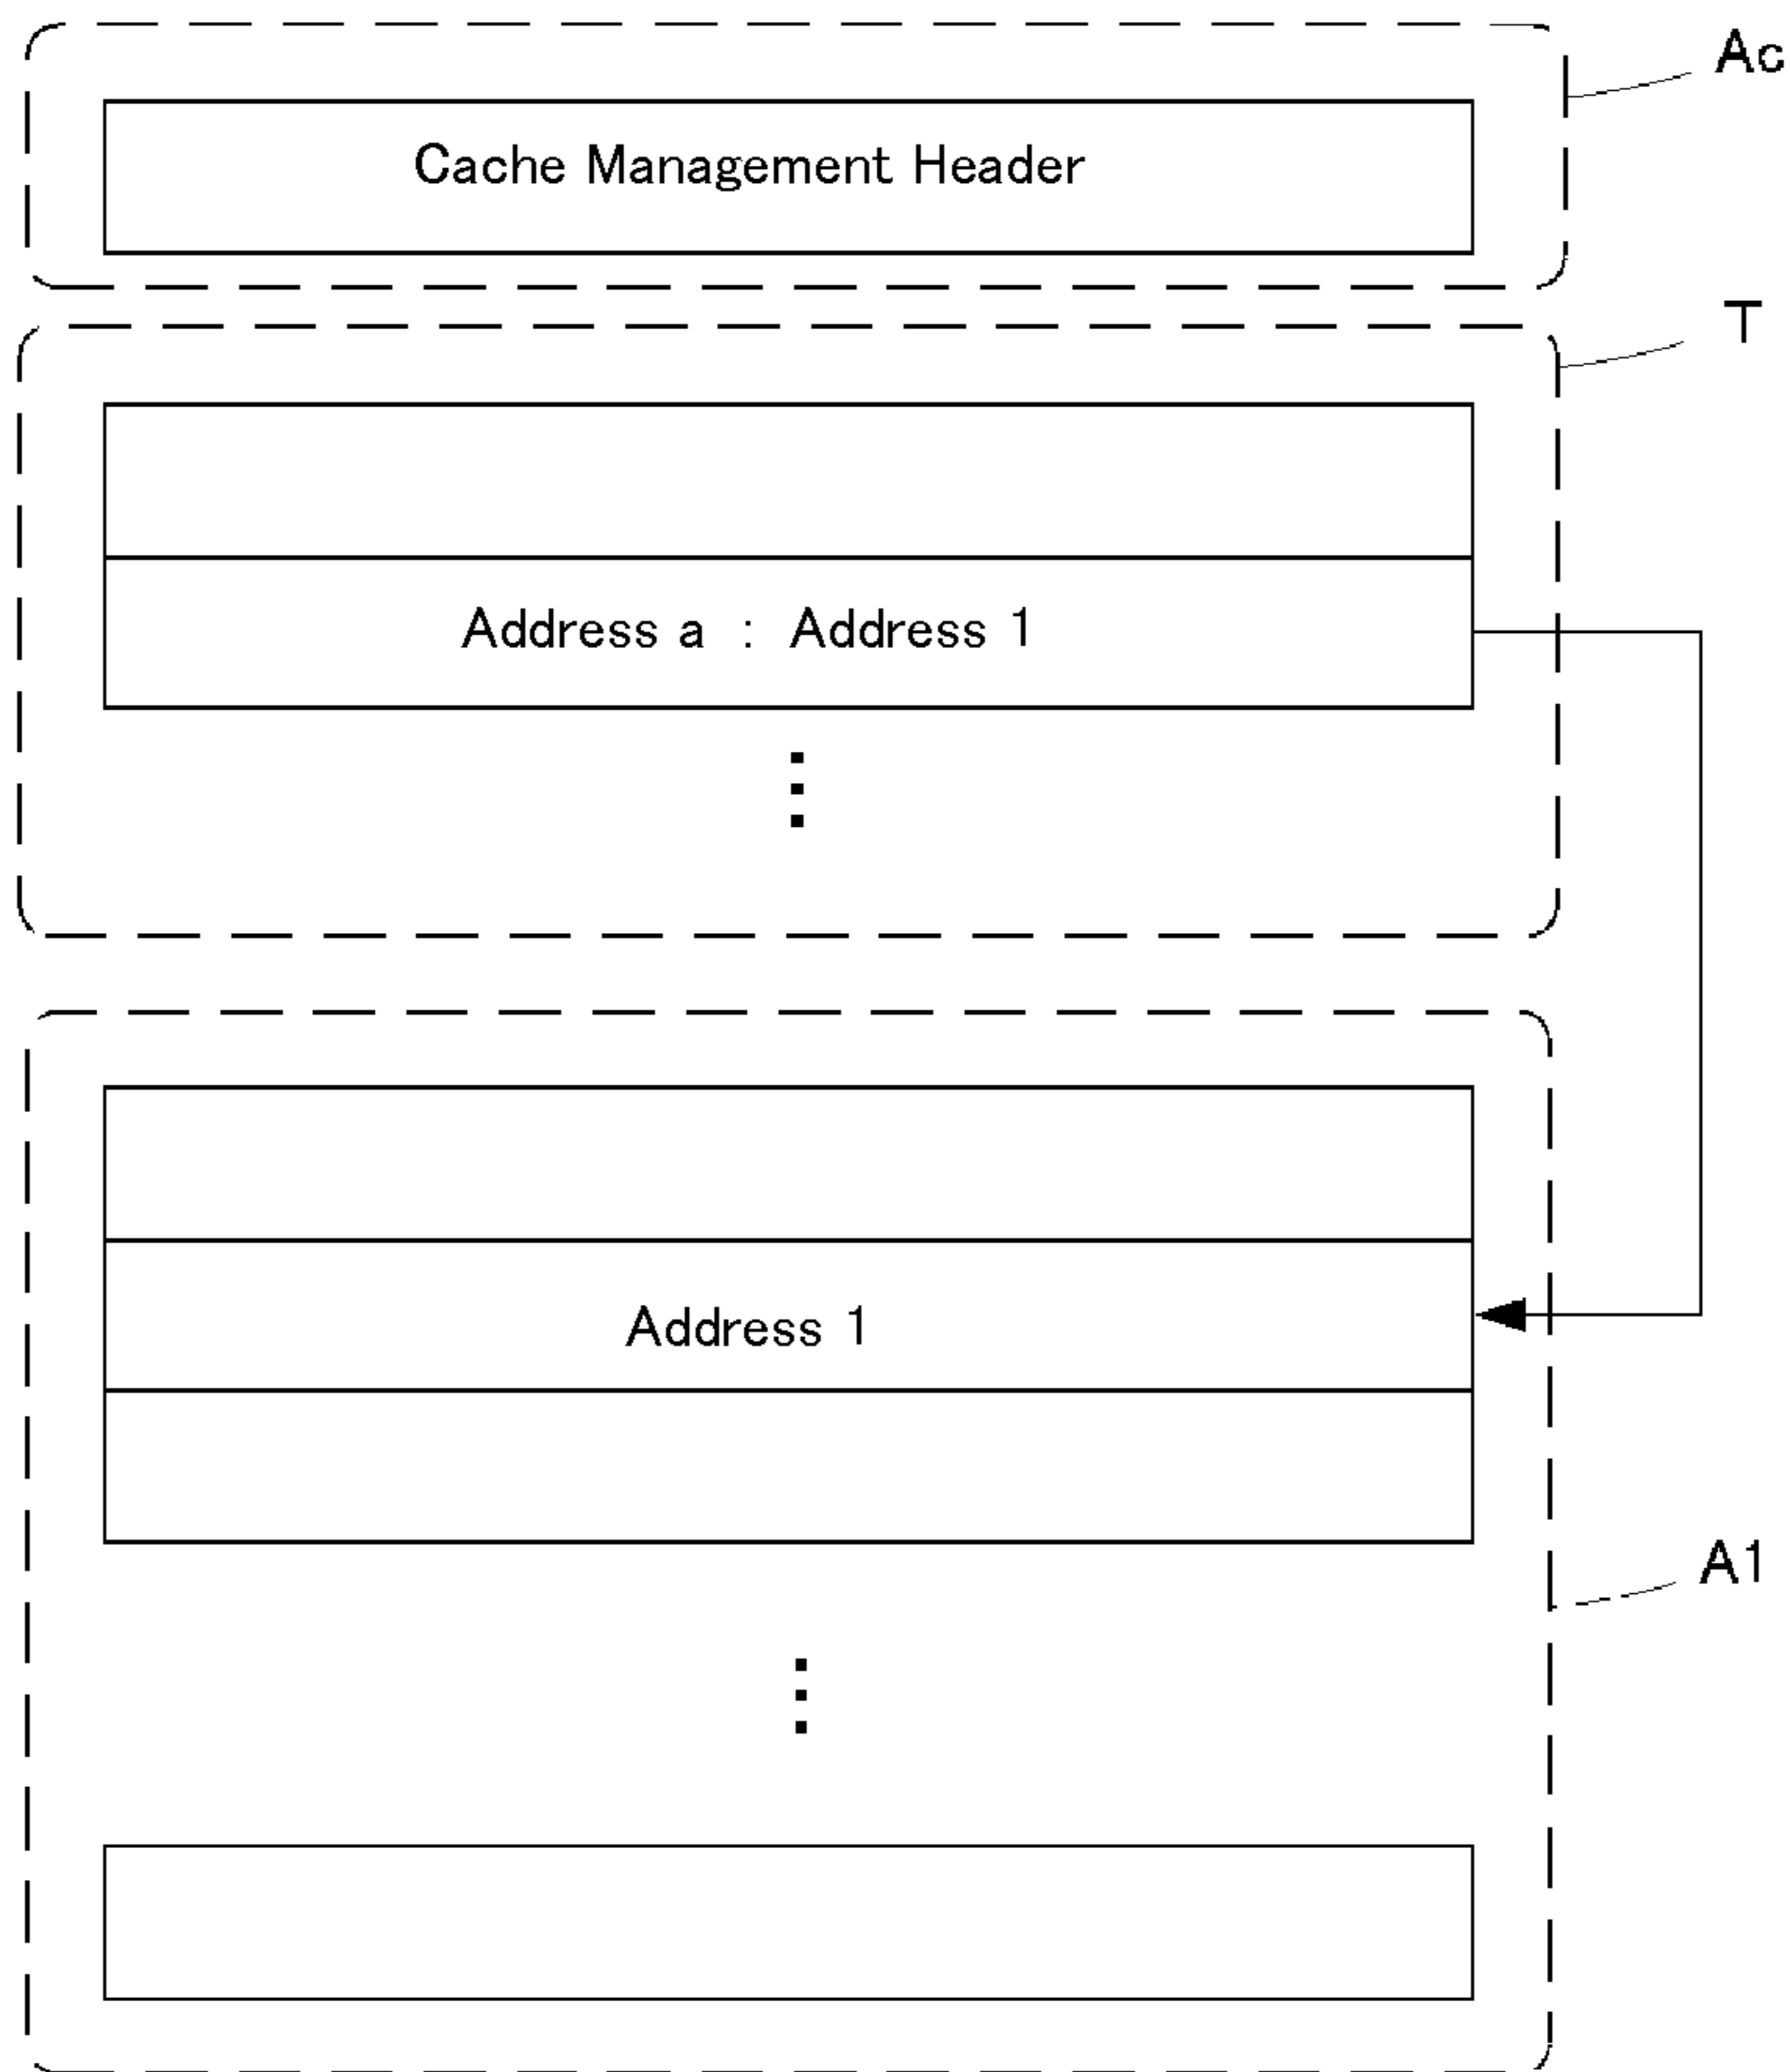 Ac
Cache Management Header
T
Address a : Address 1
Address 1
A1